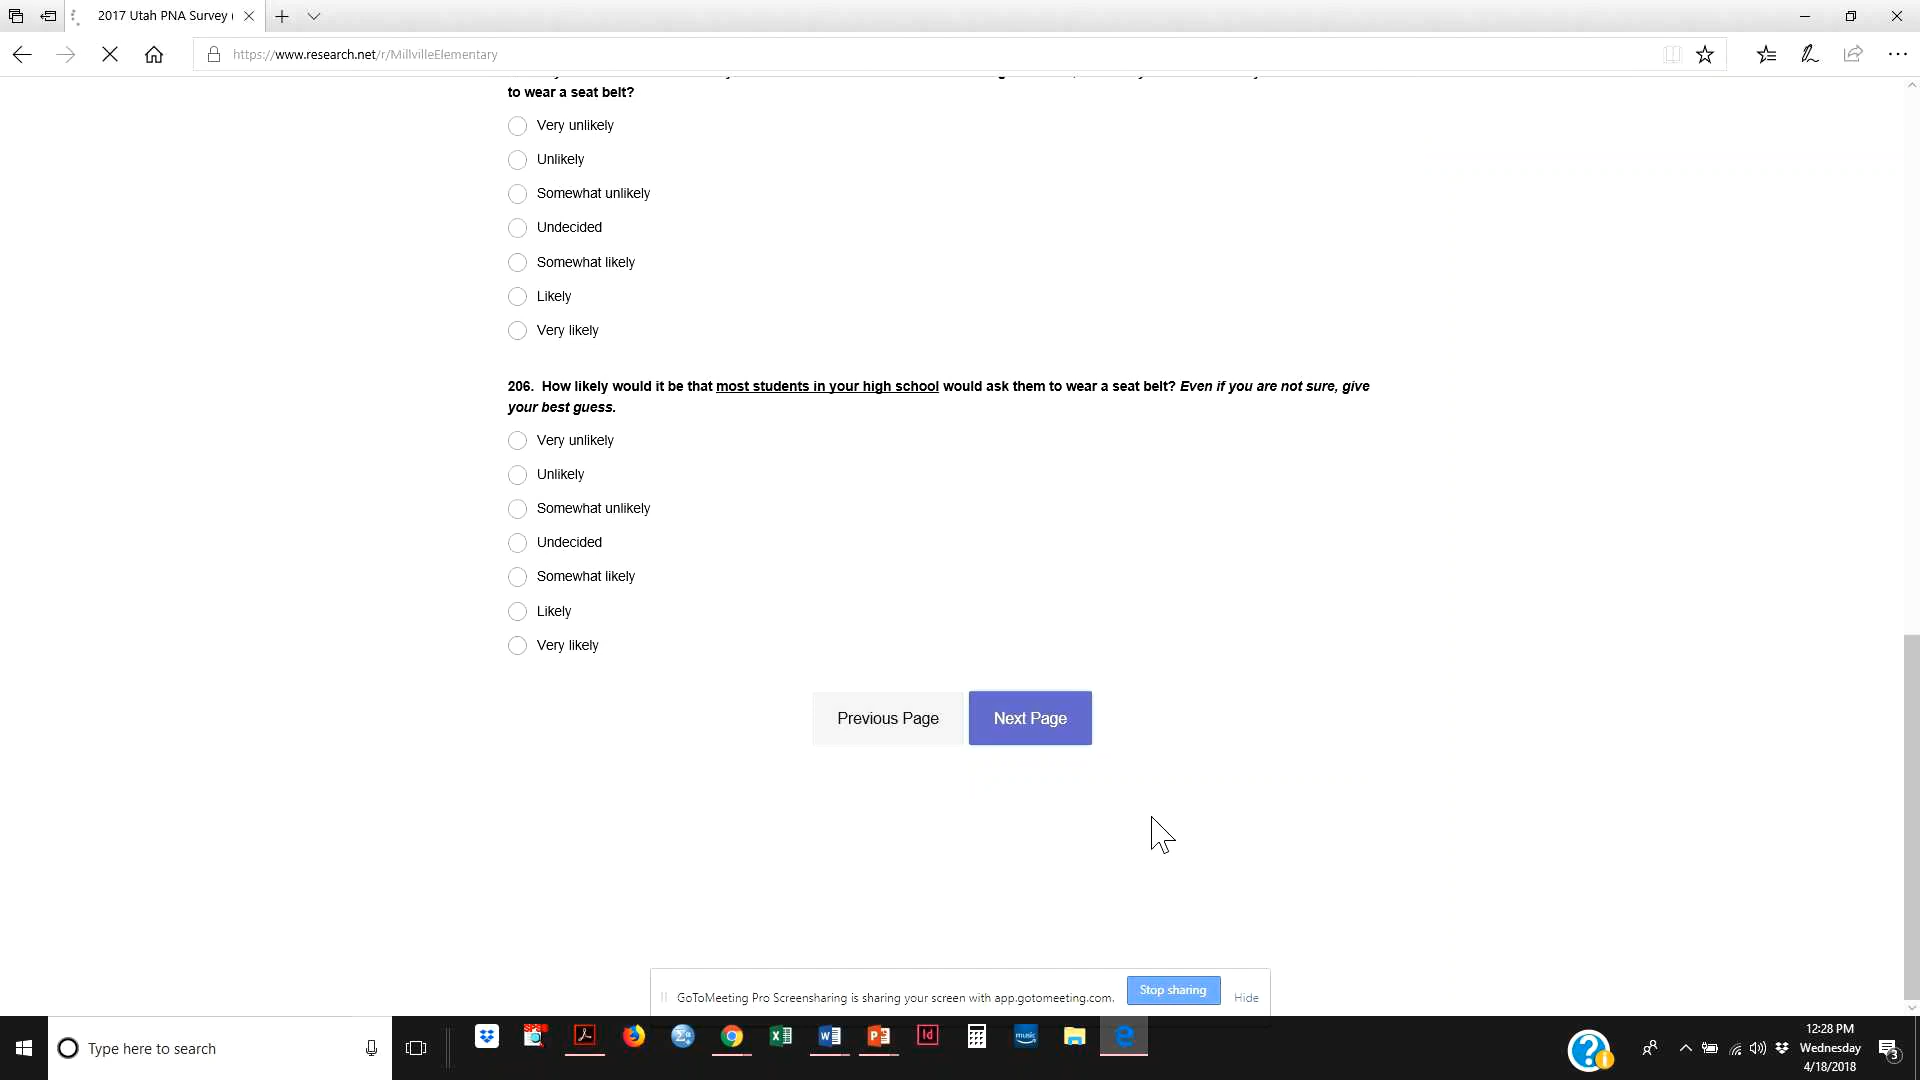 2017 Utah PNA Survey (
https://www.research.net/r/MillvilleElementary
to wear a seat belt?
Very unlikely
Unlikely
Somewhat unlikely
Undecided
Somewhat likely
Likely
Very likely
206. How likely would it be that most students in your high school would ask them to wear a seat belt? Even if you are not sure, give
your best guess.
Very unlikely
Unlikely
Somewhat unlikely
Undecided
Somewhat likely
Likely
Very likely
Previous Page
Next Page
GoToMeeting Pro Screensharing is sharing your screen with app.gotomeeting.com.
Stop sharing
Hide
Type here to search
Id
music
12:28 PM
Wednesday
4/18/2018
3